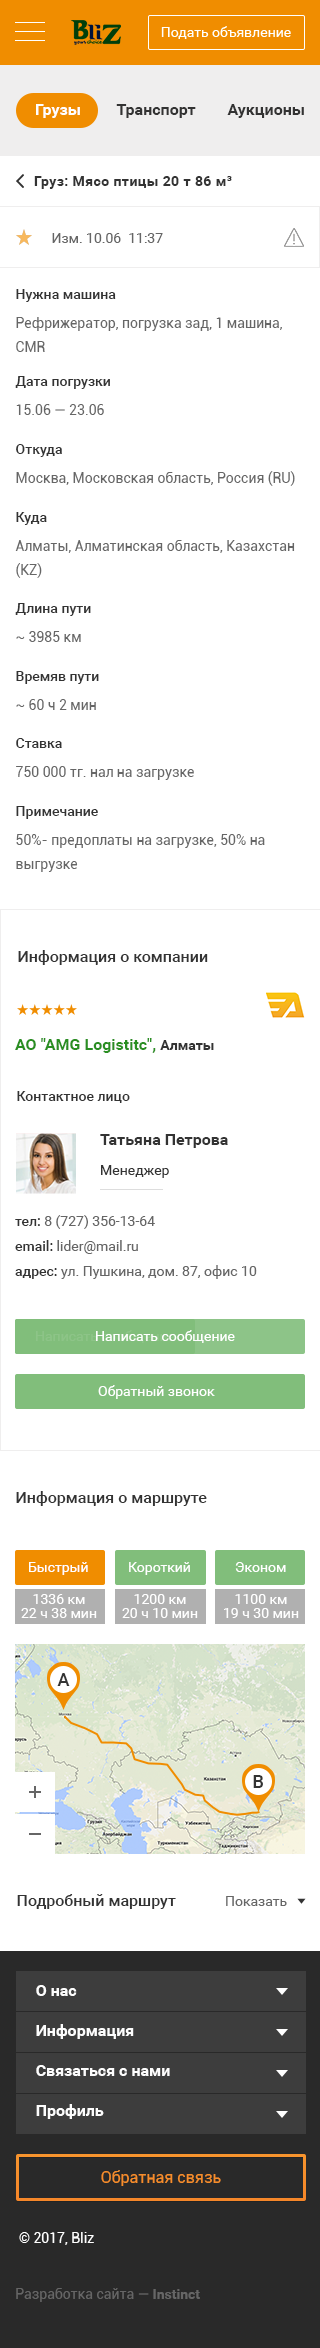 Bliz
your choice
Подать объявление
Грузы Транспорт Аукционы
Груз: Мясо птицы 20 т 86 м³
Изм. 10.06 11:37
Нужна машина
Рефрижератор, погрузка зад, 1 машина,
CMR
Дата погрузки
15.06 — 23.06
Откуда
Москва, Московская область, Россия (RU)
Куда
Алматы, Алматинская область, Казахстан
(KZ)
Длина пути
~ 3985 км
Времяв пути
~ 60 ч 2 мин
Ставка
750 000 тг. нал на загрузке
Примечание
50%- предоплаты на загрузке, 50% на
выгрузке
Информация о компании
АО "AMG Logistitc", Алматы
Контактное лицо
Татьяна Петрова
Менеджер
тел: 8 (727) 356-13-64
email: lider@mail.ru
адрес: ул. Пушкина, дом. 87, офис 10
Написать сообщение
Обратный звонок
Информация о маршруте
Быстрый Короткий Эконом
1336 км 1200 км 1100 км
22 ч 38 мин 20 ч 10 мин 19 ч 30 мин
A
Москва
B
Казахстан
Грузия
Узбекистан
Азербайджан
Туркменистан
Таджикистан
+
−
Подробный маршрут Показать
О нас
Информация
Связаться с нами
Профиль
Обратная связь
© 2017, Bliz
Разработка сайта — Instinct